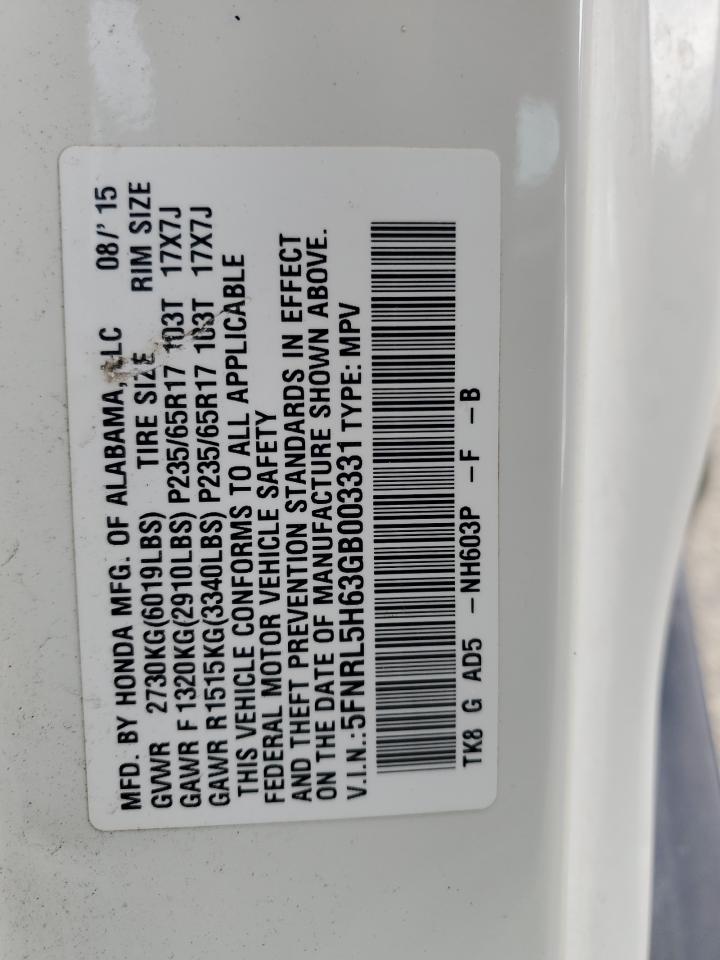 MFD. BY HONDA MFG. OF ALABAMA, LLC 08/' 15
GVWR 2730KG(6019LBS) TIRE SIZE RIM SIZE
GAWR F 1320KG(2910LBS) P235/65R17 103T 17X7J
GAWR R1515KG(3340LBS) P235/65R17 103T 17X7J
THIS VEHICLE CONFORMS TO ALL APPLICABLE
FEDERAL MOTOR VEHICLE SAFETY
AND THEFT PREVENTION STANDARDS IN EFFECT
ON THE DATE OF MANUFACTURE SHOWN ABOVE.
V.I.N.:5FNRL5H63GB003331 TYPE: MPV
TK8 G AD5 -NH603P -F -B